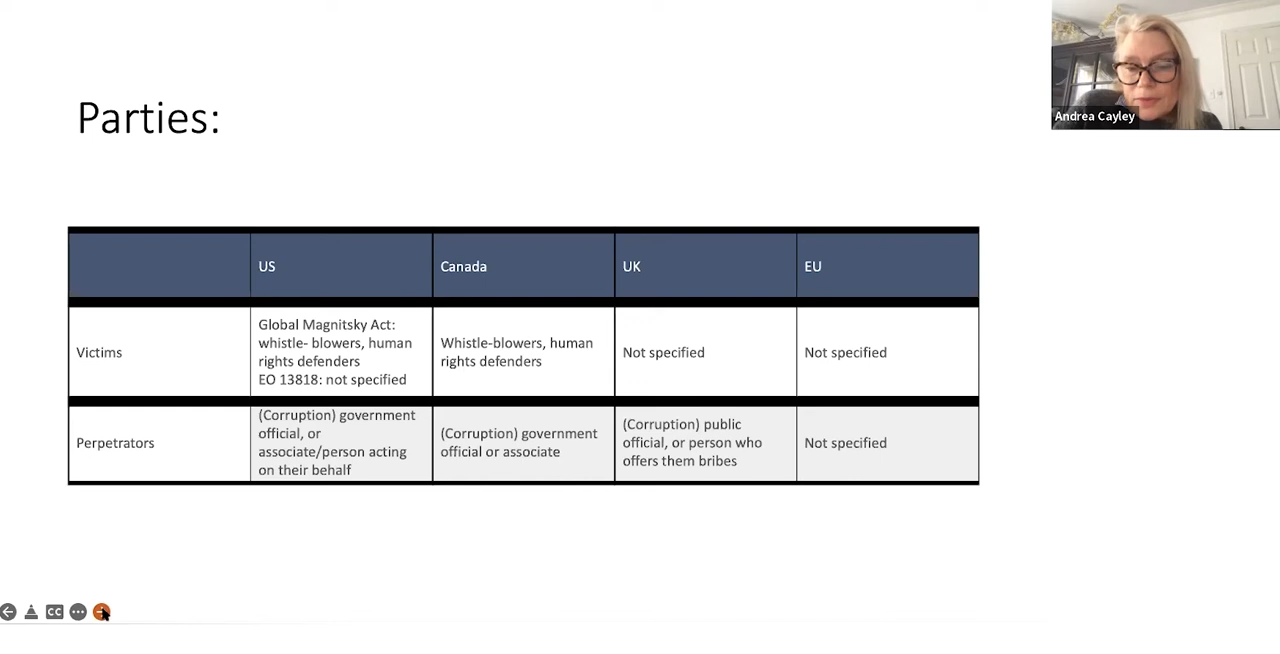 Andrea Cayley
Parties:
US
Canada
UK
EU
Victims
Global Magnitsky Act:
whistle- blowers, human
rights defenders
EO 13818: not specified
Whistle-blowers, human
rights defenders
Not specified
Not specified
Perpetrators
(Corruption) government
official, or
associate/person acting
on their behalf
(Corruption) government
official or associate
(Corruption) public
official, or person who
offers them bribes
Not specified
CC